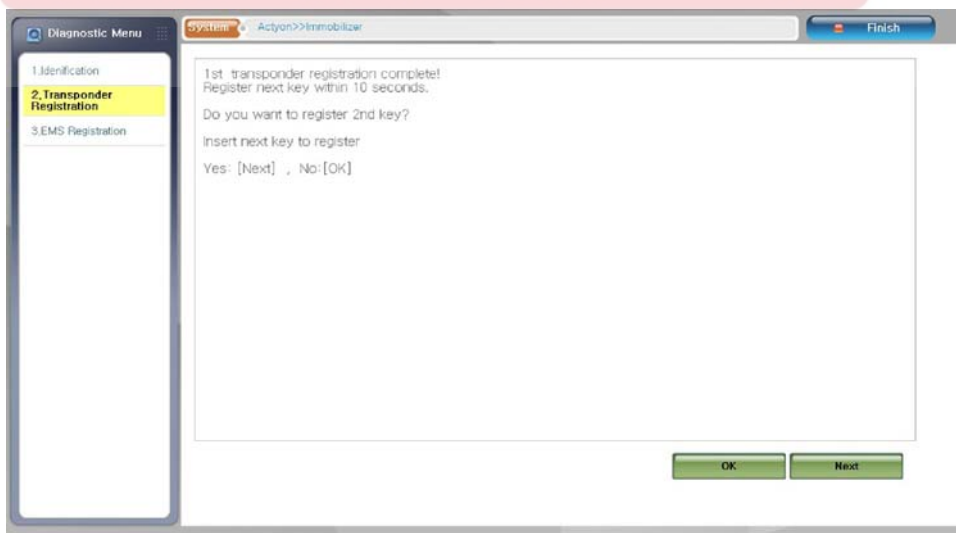 Diagnostic Menu
System
Actyon>>Immobilizer
Finish
1.Idenification
2.Transponder
Registration
3.EMS Registration
1st transponder registration complete!
Register next key within 10 seconds.
Do you want to register 2nd key?
Insert next key to register
Yes: [Next] , No:[OK]
OK
Next